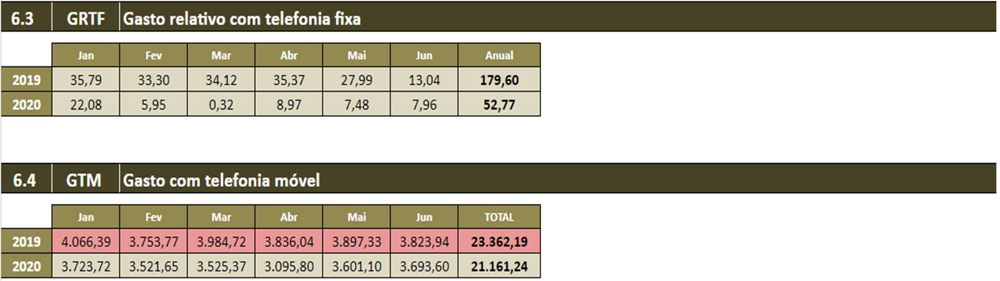 6.3 GRTF Gasto relativo com telefonia fixa
Jan Fev Mar Abr Mai Jun Anual
2019 35,79 33,30 34,12 35,37 27,99 13,04 179,60
2020 22,08 5,95 0,32 8,97 7,48 7,96 52,77
6.4 GTM Gasto com telefonia móvel
Jan Fev Mar Abr Mai Jun TOTAL
2019 4.066,39 3.753,77 3.984,72 3.836,04 3.897,33 3.823,94 23.362,19
2020 3.723,72 3.521,65 3.525,37 3.095,80 3.601,10 3.693,60 21.161,24